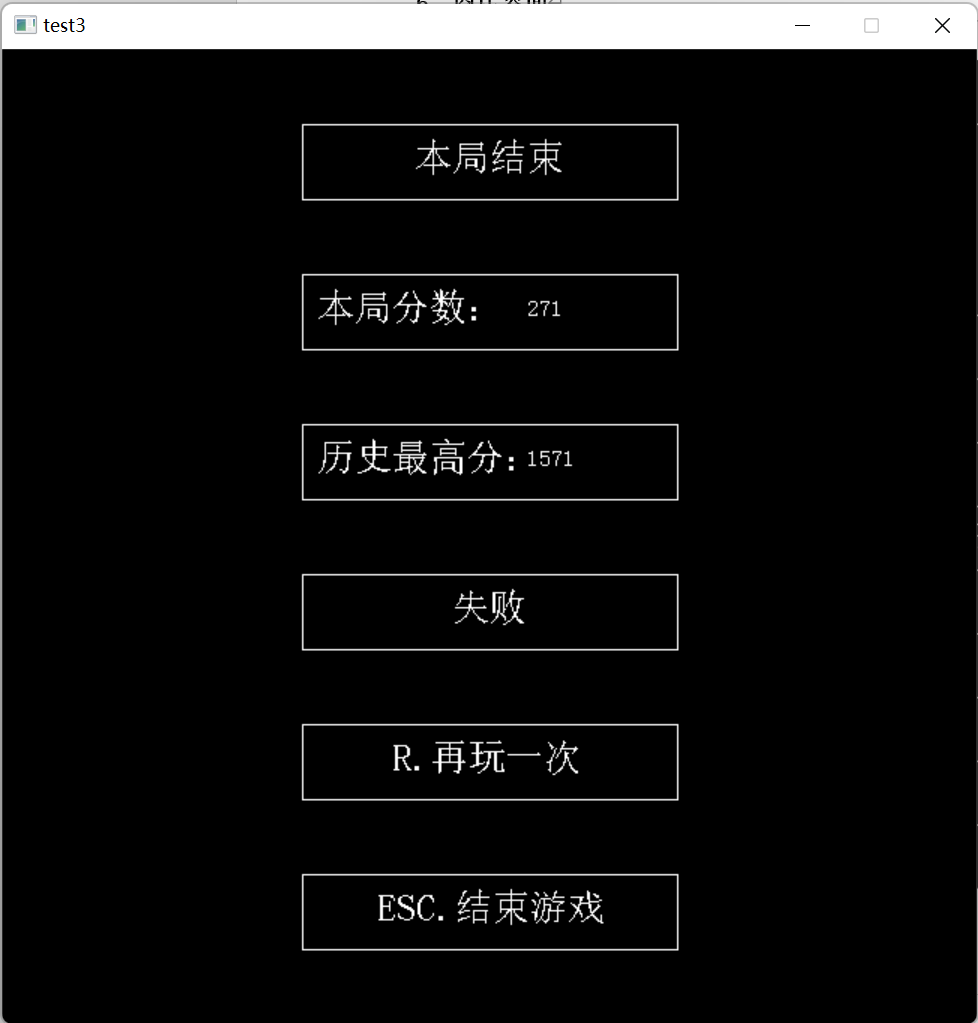 test3
本局结束
本局分数： 271
历史最高分：1571
失败
R.再玩一次
ESC.结束游戏